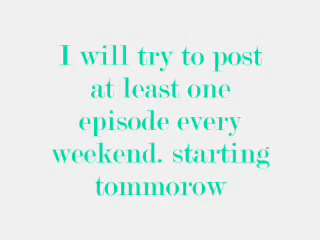 I will try to post
at least one
episode every
weekend. starting
tommorow